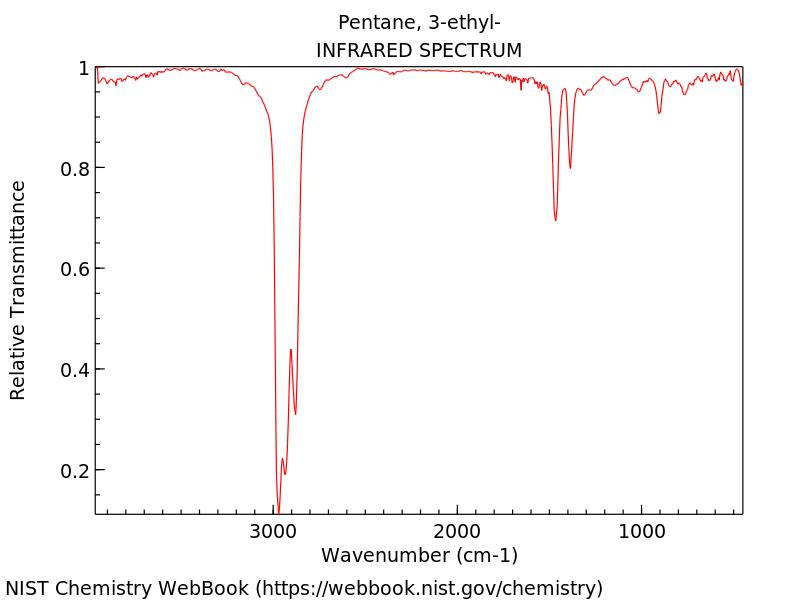 Pentane, 3-ethyl-
INFRARED SPECTRUM
1
0.8
0.6
0.4
0.2
Relative Transmittance
3000 2000 1000
Wavenumber (cm-1)
NIST Chemistry WebBook (https://webbook.nist.gov/chemistry)